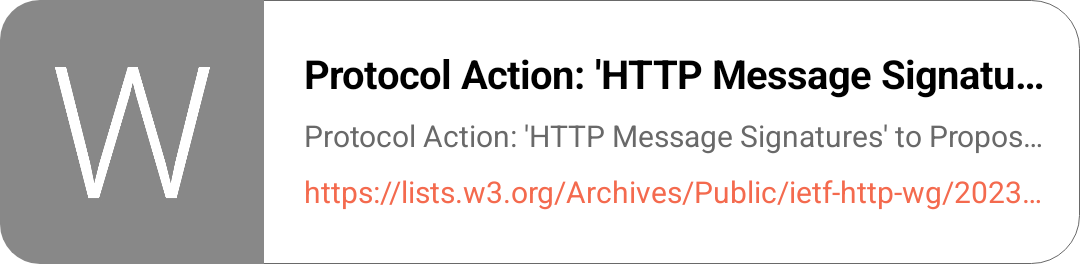 W
Protocol Action: 'HTTP Message Signatu...
Protocol Action: 'HTTP Message Signatures' to Propos...
https://lists.w3.org/Archives/Public/ietf-http-wg/2023...